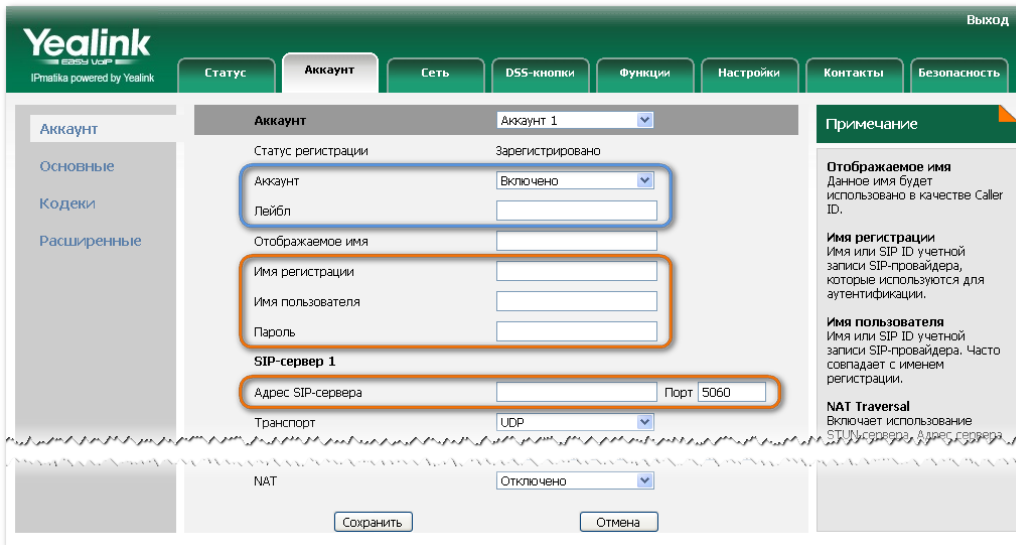 Выход
Yealink
EASY VoIP
IPmatika powered by Yealink
Статус
Аккаунт
Сеть
DSS-кнопки
Функции
Настройки
Контакты
Безопасность
Аккаунт
Основные
Кодеки
Расширенные
Аккаунт Аккаунт 1
Статус регистрации Зарегистрировано
Аккаунт Включено
Лейбл
Отображаемое имя
Имя регистрации
Имя пользователя
Пароль
SIP-сервер 1
Адрес SIP-сервера Порт 5060
Транспорт UDP
NAT Отключено
Сохранить Отмена
Примечание
Отображаемое имя
Данное имя будет
использовано в качестве Caller
ID.
Имя регистрации
Имя или SIP ID учетной
записи SIP-провайдера,
которые используются для
аутентификации.
Имя пользователя
Имя или SIP ID учетной
записи SIP-провайдера. Часто
совпадает с именем
регистрации.
NAT Traversal
Включает использование
STUN-сервера. Адрес сервера